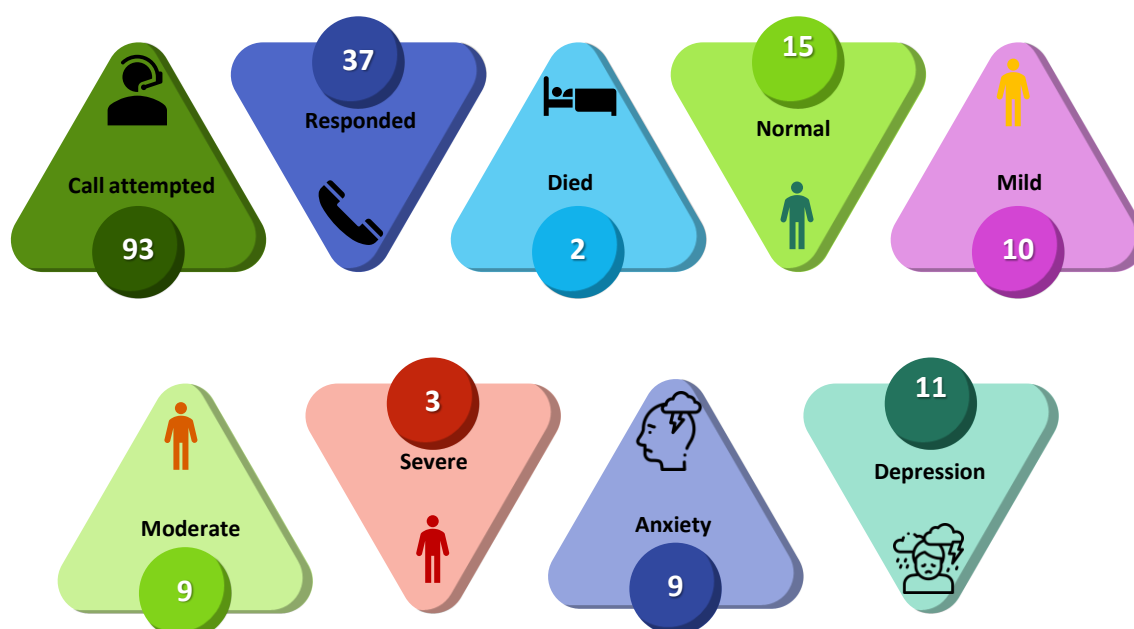 Call attempted
93
37
Responded
Died
2
15
Normal
Mild
10
Moderate
9
3
Severe
Anxiety
9
11
Depression